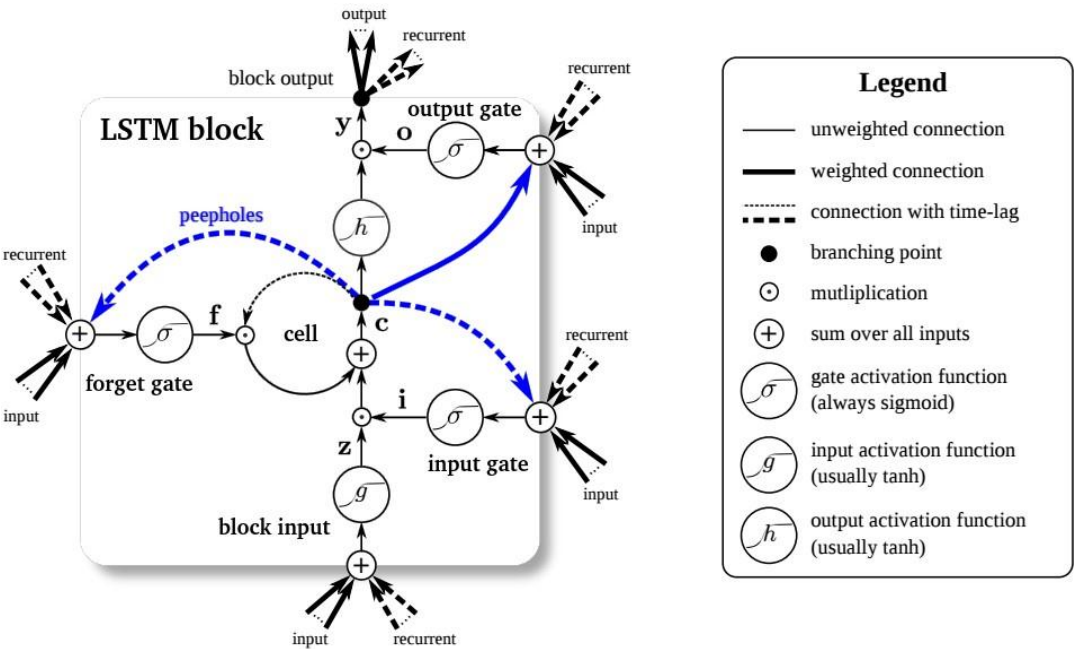 output
recurrent
block output
LSTM block
output gate
recurrent
y
o
σ
+
input
h
peepholes
recurrent
+
σ
f
cell
c
+
forget gate
input
recurrent
i
σ
+
z
input gate
input
g
block input
+
input
recurrent
Legend
unweighted connection
weighted connection
connection with time-lag
branching point
mutliplication
+ sum over all inputs
σ gate activation function
(always sigmoid)
g input activation function
(usually tanh)
h output activation function
(usually tanh)